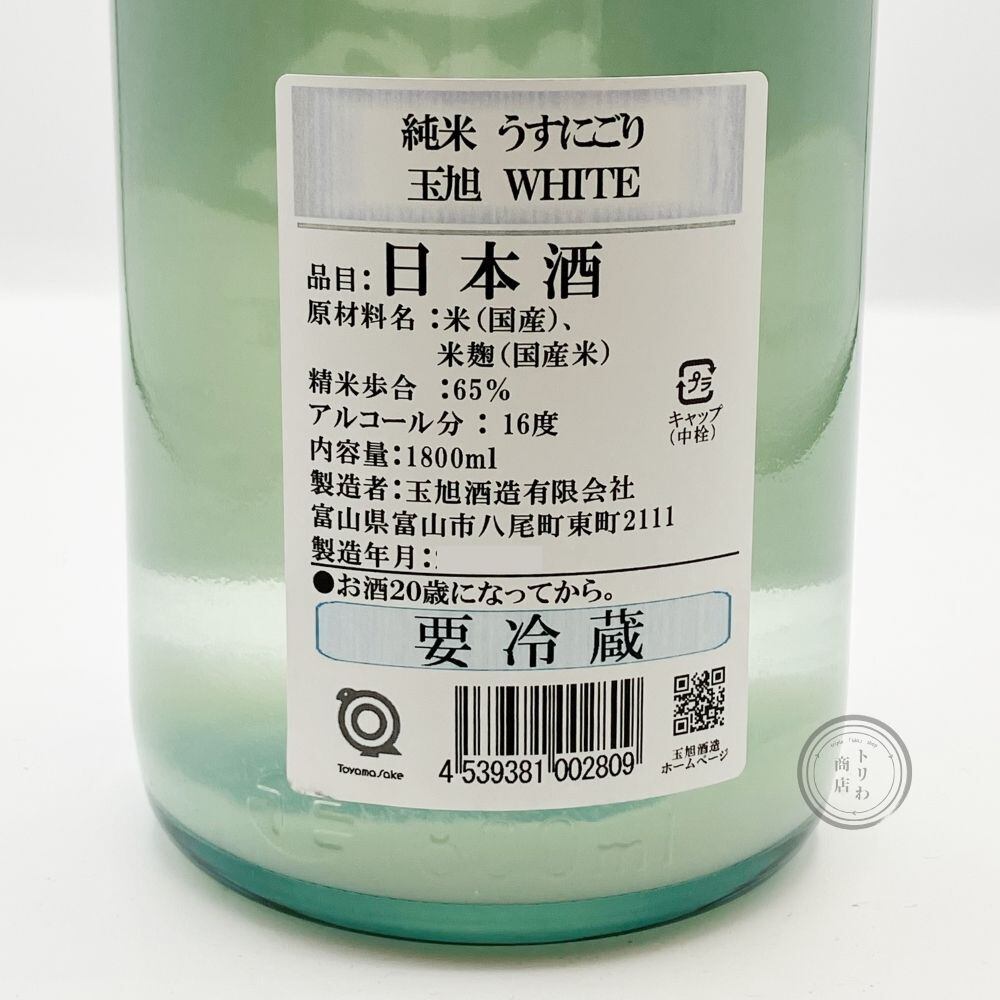 純米 うすにごり
玉旭 WHITE
品目：日本酒
原材料名：米（国産）、
米麹（国産米）
精米歩合：65%
アルコール分：16度
内容量：1800ml
製造者：玉旭酒造有限会社
富山県富山市八尾町東町2111
製造年月：
●お酒20歳になってから。
要冷蔵
プラ
キャップ
（中栓）
Toyama Sake
4 539381 002809
玉旭酒造
ホームページ
トリわ
商店